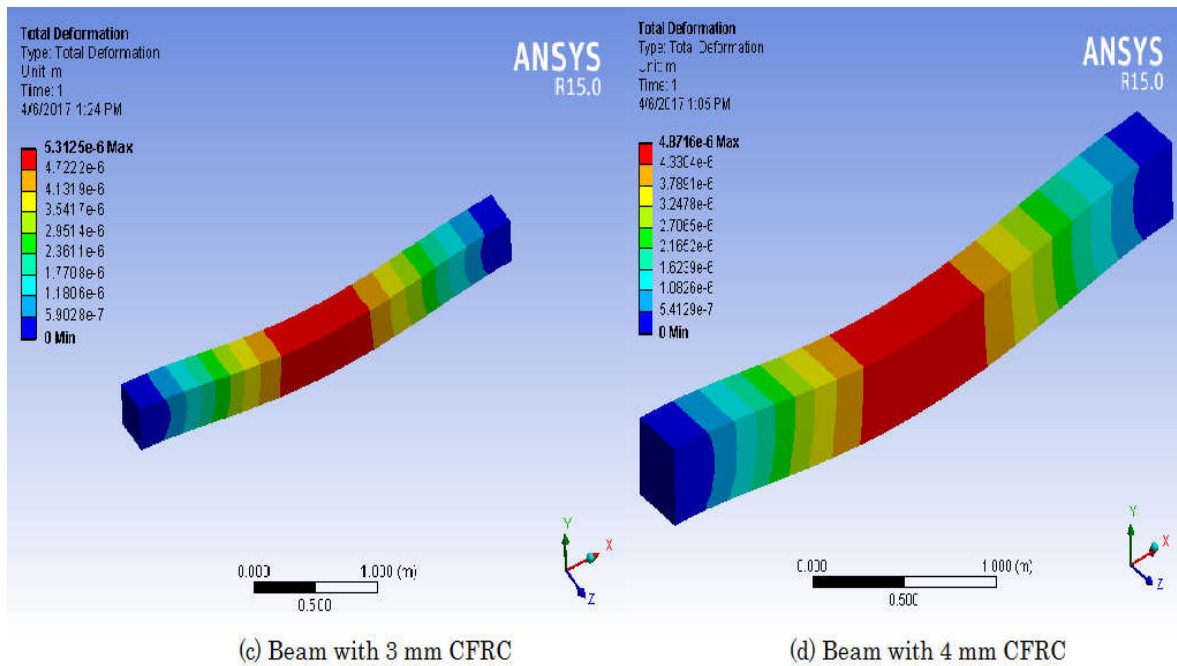 Total Deformation
Type: Total Deformation
Unit: m
Time: 1
4/6/2017 1:24 PM
ANSYS
R15.0
5.3125e-6 Max
4.7222e-6
4.1319e-6
3.5417e-6
2.9514e-6
2.3611e-6
1.7708e-6
1.1806e-6
5.9028e-7
0 Min
0.000
1.000 (m)
0.500
Y
X
Z
(c) Beam with 3 mm CFRC
Total Deformation
Type: Total Deformation
Unit: m
Time: 1
4/6/2017 1:05 PM
ANSYS
R15.0
4.8716e-6 Max
4.3304e-6
3.7891e-6
3.2478e-6
2.7065e-6
2.1652e-6
1.6239e-6
1.0826e-6
5.4129e-7
0 Min
0.000
1.000 (m)
0.500
Y
X
Z
(d) Beam with 4 mm CFRC